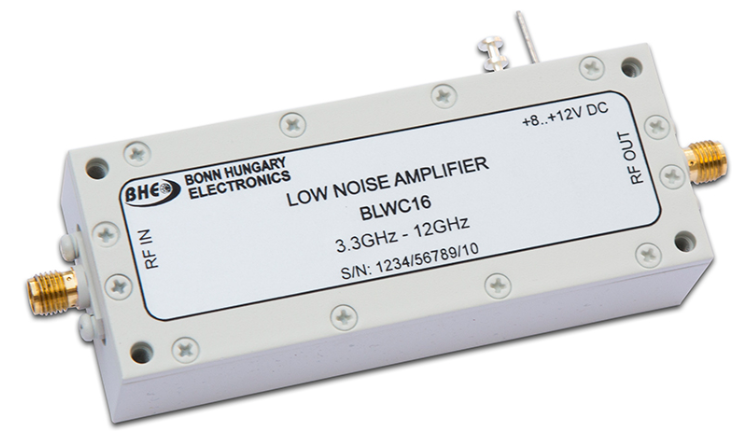 +8..+12V DC
BHE BONN HUNGARY
ELECTRONICS
LOW NOISE AMPLIFIER
BLWC16
3.3GHz - 12GHz
S/N: 1234/56789/10
RF IN
RF OUT